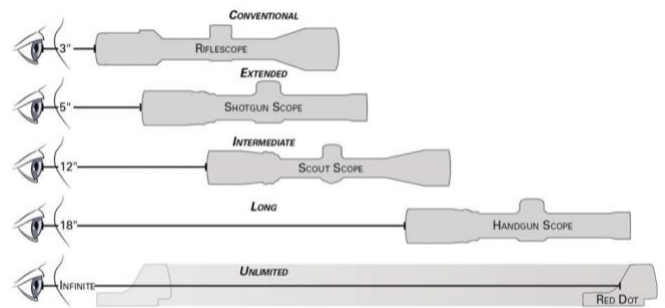 CONVENTIONAL
3" RIFLESCOPE
EXTENDED
5" SHOTGUN SCOPE
INTERMEDIATE
12" SCOUT SCOPE
LONG
18" HANDGUN SCOPE
UNLIMITED
INFINITE
RED DOT